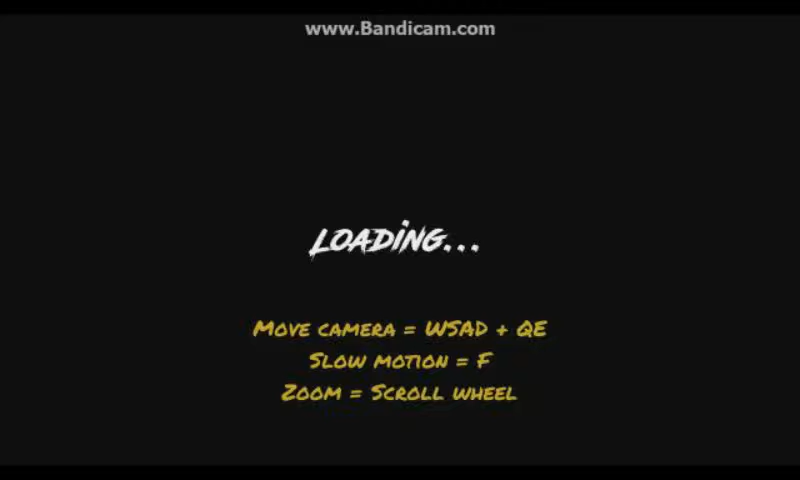 www.Bandicam.com
Loading...
Move camera = WSAD + QE
Slow motion = F
Zoom = Scroll wheel